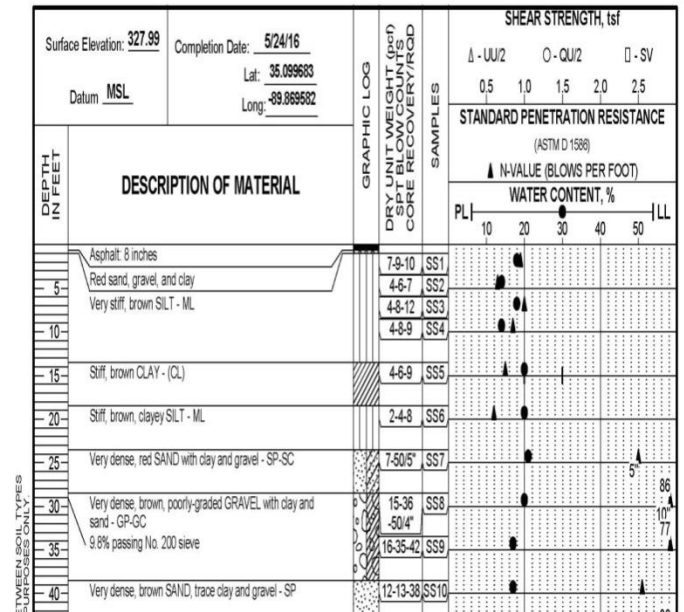 Surface Elevation: 327.99
Completion Date: 5/24/16
Lat: 35.099683
Datum MSL
Long: -89.869582
DEPTH
IN FEET
DESCRIPTION OF MATERIAL
GRAPHIC LOG
DRY UNIT WEIGHT (pcf)
SPT BLOW COUNTS
CORE RECOVERY/RQD
SAMPLES
SHEAR STRENGTH, tsf
Δ - UU/2 O - QU/2 ▯ - SV
0.5 1.0 1.5 2.0 2.5
STANDARD PENETRATION RESISTANCE
(ASTM D 1586)
▲ N-VALUE (BLOWS PER FOOT)
WATER CONTENT, %
PL LL
10 20 30 40 50
Asphalt: 8 inches
7-9-10 SS1
Red sand, gravel, and clay
4-6-7 SS2
5
Very stiff, brown SILT - ML
4-8-12 SS3
10
4-8-9 SS4
15
Stiff, brown CLAY - (CL)
4-6-9 SS5
20
Stiff, brown, clayey SILT - ML
2-4-8 SS6
25
Very dense, red SAND with clay and gravel - SP-SC
7-50/5" SS7
5"
86
30
Very dense, brown, poorly-graded GRAVEL with clay and
sand - GP-GC
15-36
-50/4"
SS8
10"
77
9.8% passing No. 200 sieve
35
16-35-42 SS9
40
Very dense, brown SAND, trace clay and gravel - SP
12-13-38 SS10
TWEEN SOIL TYPES
PURPOSES ONLY.